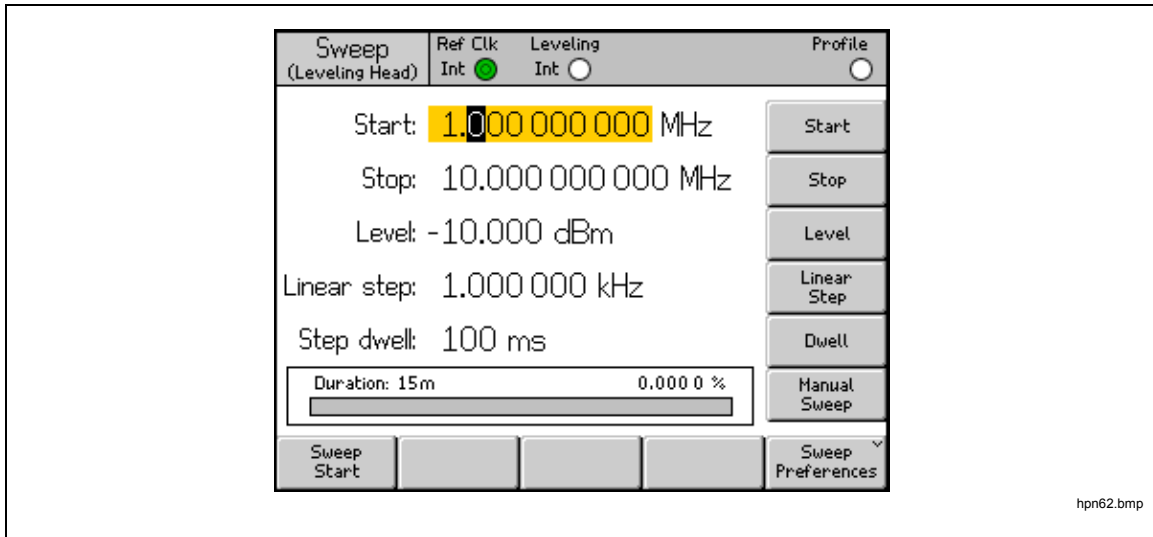 Sweep
(Leveling Head)
Ref Clk
Int
Leveling
Int
Profile
Start: 1.000 000 000 MHz
Stop: 10.000 000 000 MHz
Level: -10.000 dBm
Linear step: 1.000 000 kHz
Step dwell: 100 ms
Duration: 15m 0.000 0 %
Start
Stop
Level
Linear
Step
Dwell
Manual
Sweep
Sweep
Start
Sweep
Preferences
hpn62.bmp